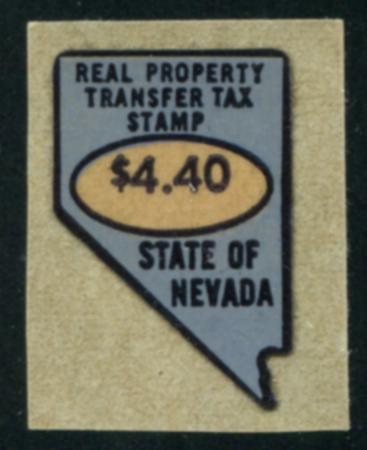 REAL PROPERTY
TRANSFER TAX
STAMP
$4.40
STATE OF
NEVADA